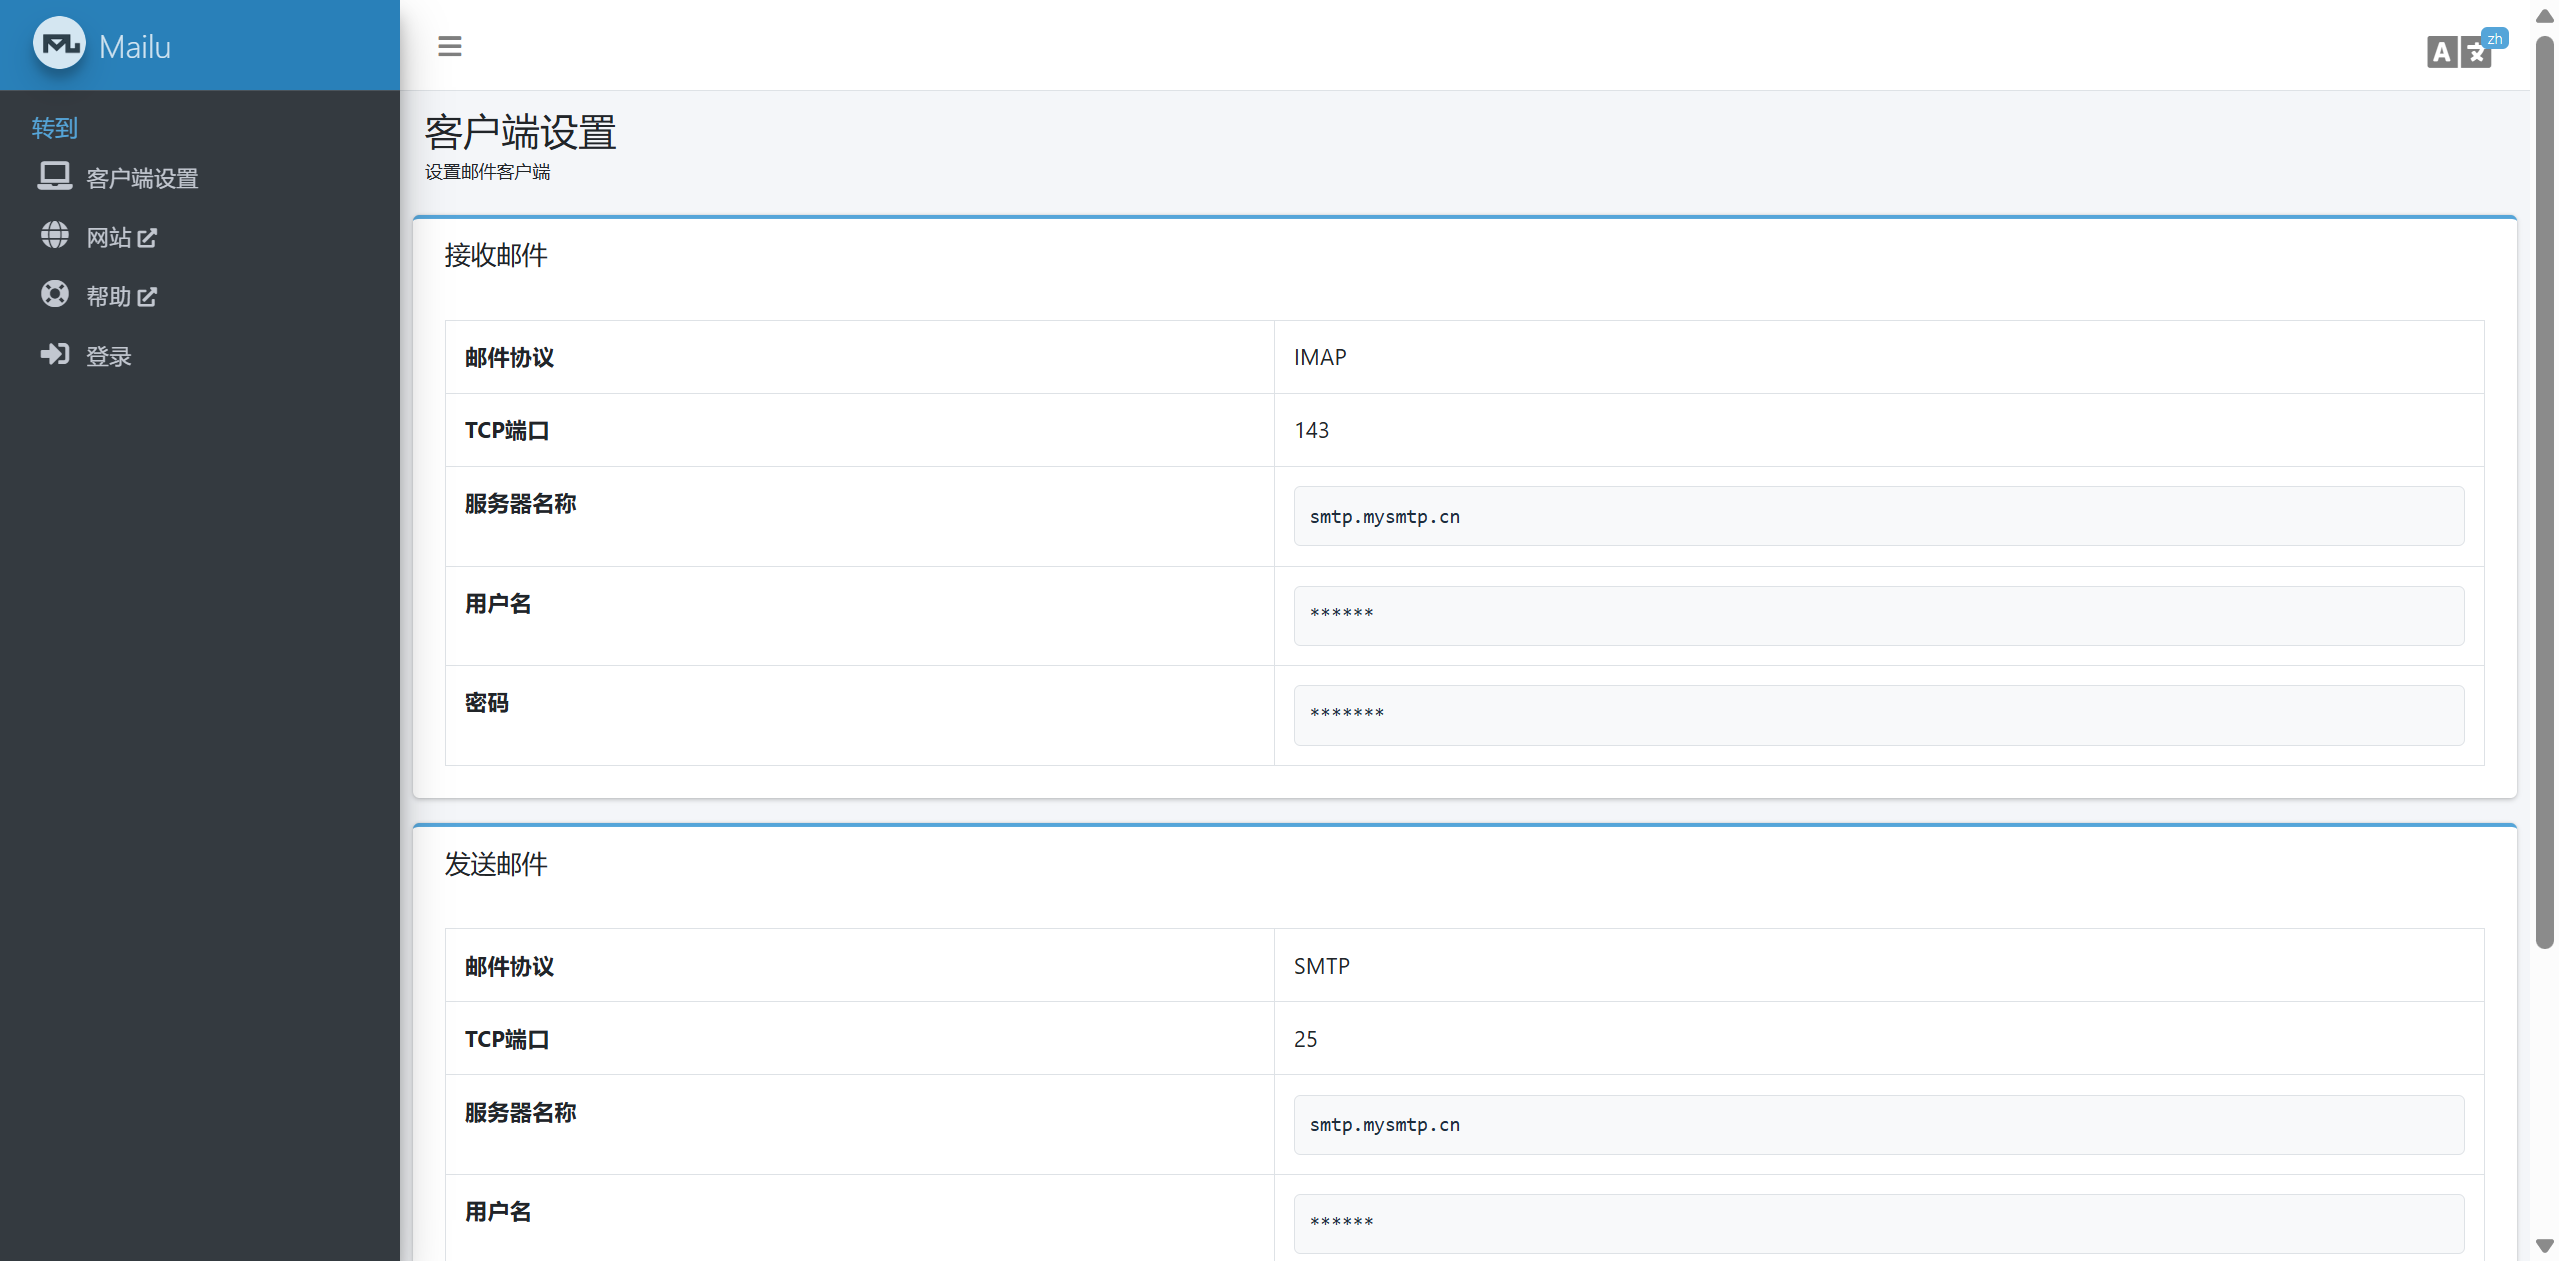 Mailu
zh
转到
客户端设置
网站
帮助
登录
客户端设置
设置邮件客户端
接收邮件
邮件协议 IMAP
TCP端口 143
服务器名称 smtp.mysmtp.cn
用户名 ******
密码 *******
发送邮件
邮件协议 SMTP
TCP端口 25
服务器名称 smtp.mysmtp.cn
用户名 ******